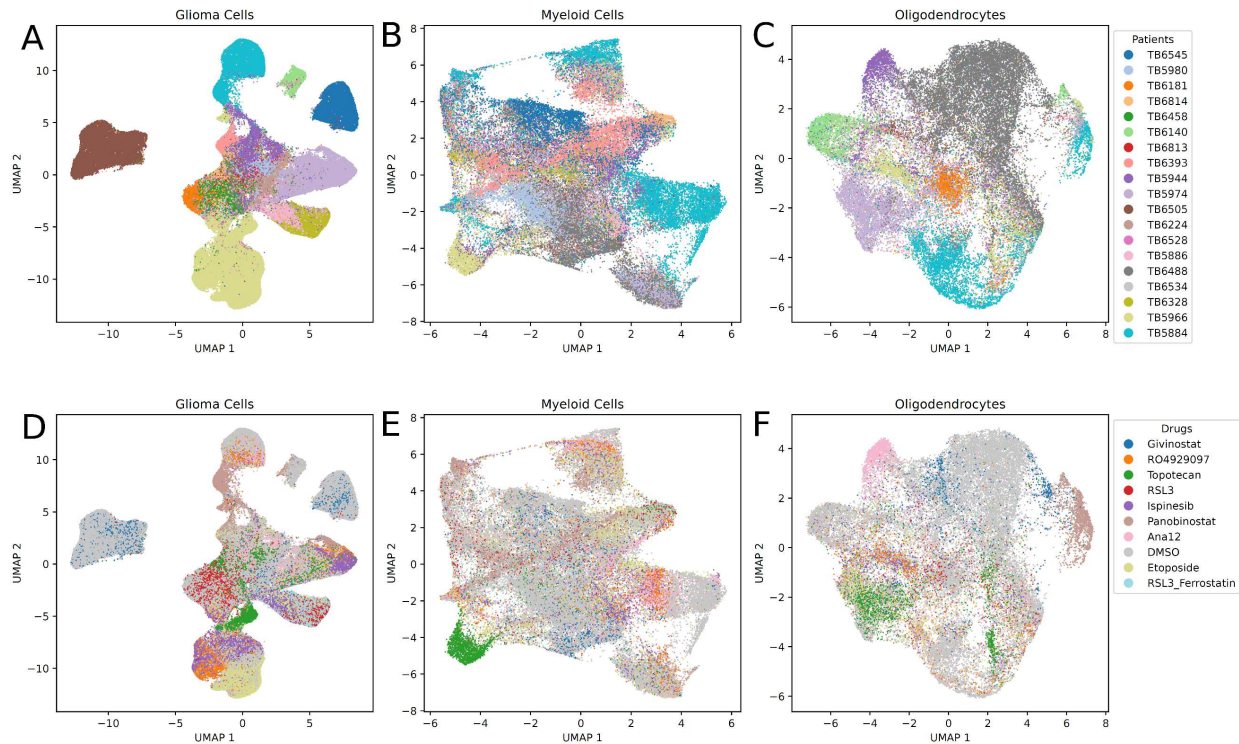 Glioma Cells
Myeloid Cells
Oligodendrocytes
A
B
C
Patients
TB6545
TB5980
TB6181
TB6814
TB6458
TB6140
TB6813
TB6393
TB5944
TB5974
TB6505
TB6224
TB6528
TB5886
TB6488
TB6534
TB6328
TB5966
TB5884
UMAP 2
10
5
0
−5
−10
−10
−5
0
5
UMAP 1
UMAP 2
8
6
4
2
0
−2
−4
−6
−8
−6
−4
−2
0
2
4
6
UMAP 1
UMAP 2
4
2
0
−2
−4
−6
−6
−4
−2
0
2
4
6
8
UMAP 1
Glioma Cells
Myeloid Cells
Oligodendrocytes
D
E
F
Drugs
Givinostat
RO4929097
Topotecan
RSL3
Ispinesib
Panobinostat
Ana12
DMSO
Etoposide
RSL3_Ferrostatin
UMAP 2
10
5
0
−5
−10
−10
−5
0
5
UMAP 1
UMAP 2
8
6
4
2
0
−2
−4
−6
−8
−6
−4
−2
0
2
4
6
UMAP 1
UMAP 2
4
2
0
−2
−4
−6
−6
−4
−2
0
2
4
6
8
UMAP 1